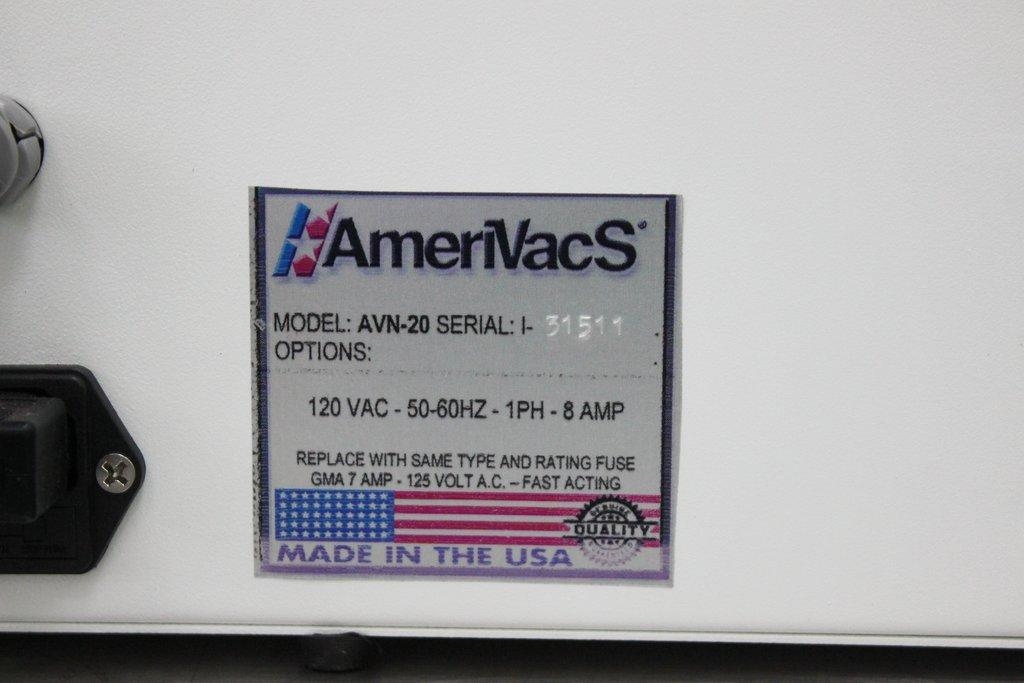 AmeriVacS®
MODEL: AVN-20 SERIAL: I- 31511
OPTIONS:
120 VAC - 50-60HZ - 1PH - 8 AMP
REPLACE WITH SAME TYPE AND RATING FUSE
GMA 7 AMP - 125 VOLT A.C. – FAST ACTING
GENUINE
QUALITY
MADE IN THE USA